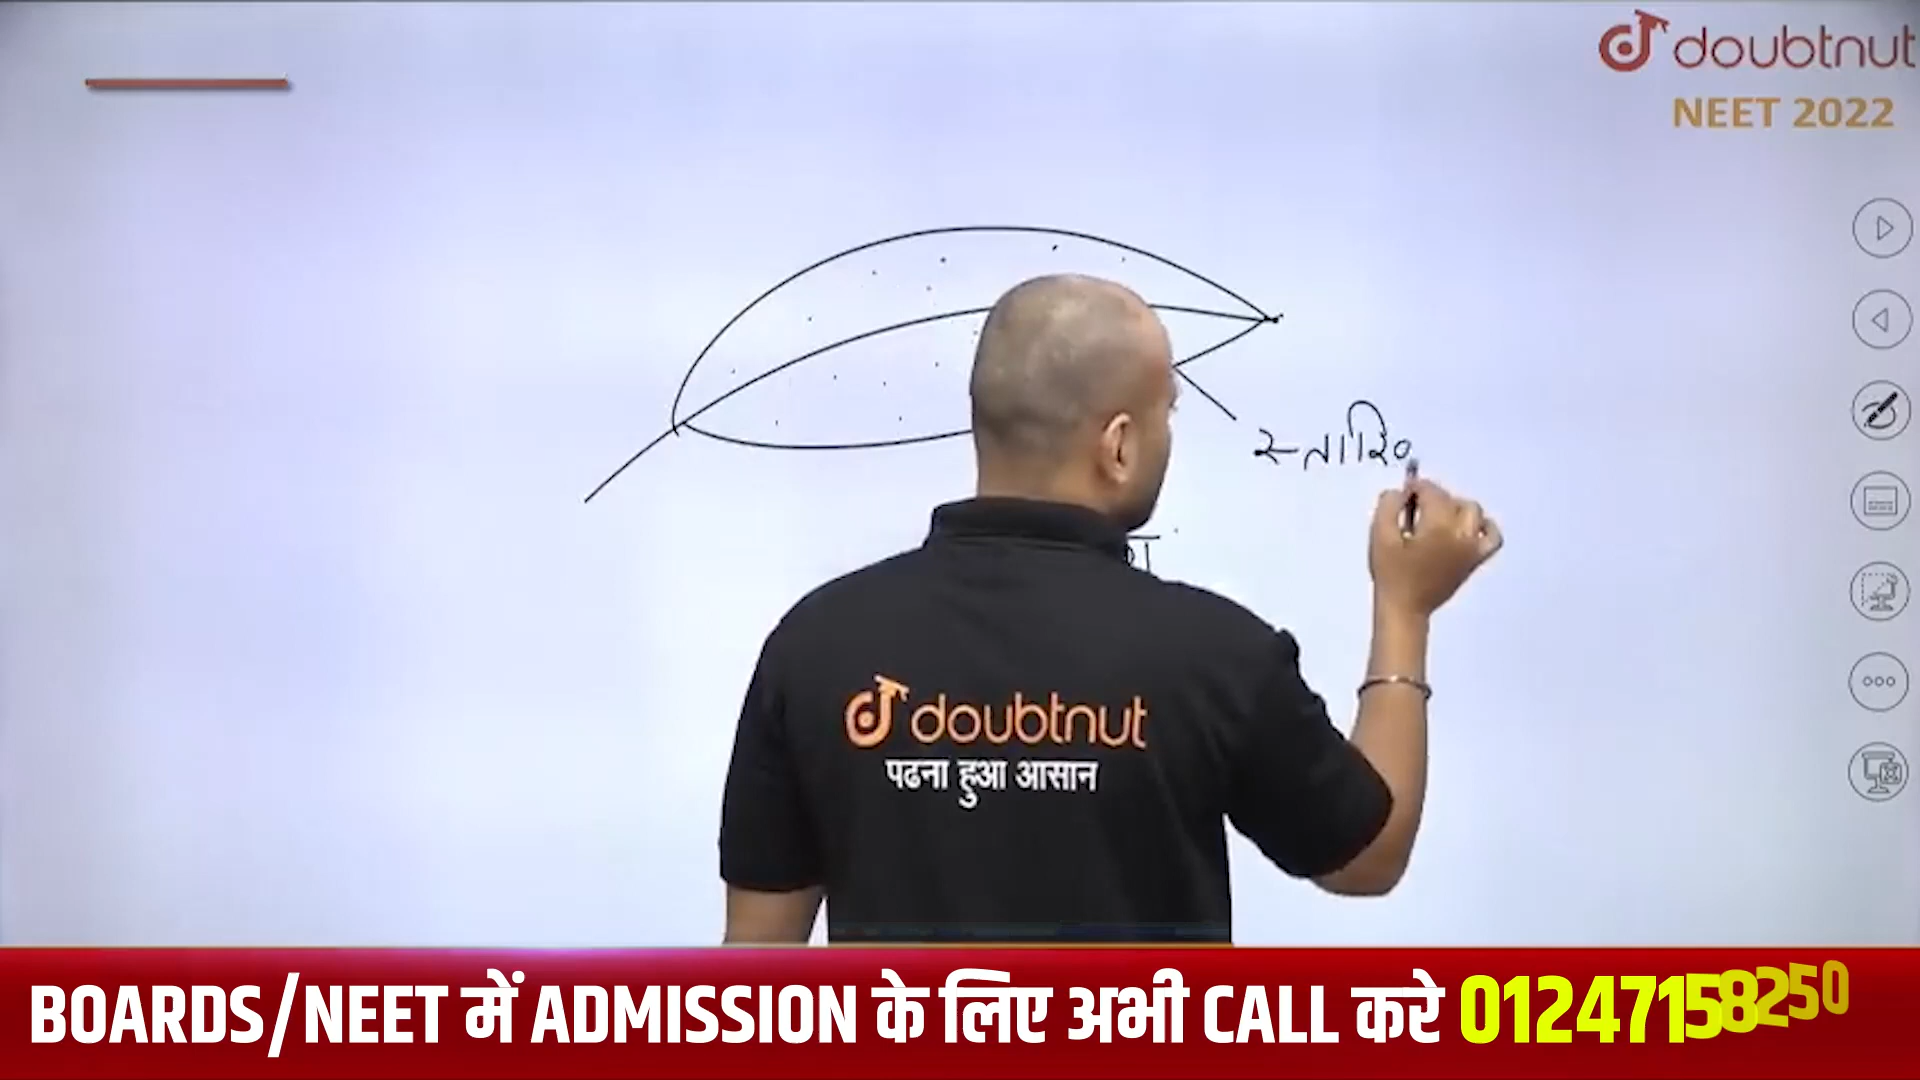 doubtnut
NEET 2022
स्तारि
doubtnut
पढना हुआ आसान
BOARDS/NEET में ADMISSION के लिए अभी CALL करे 01247158250